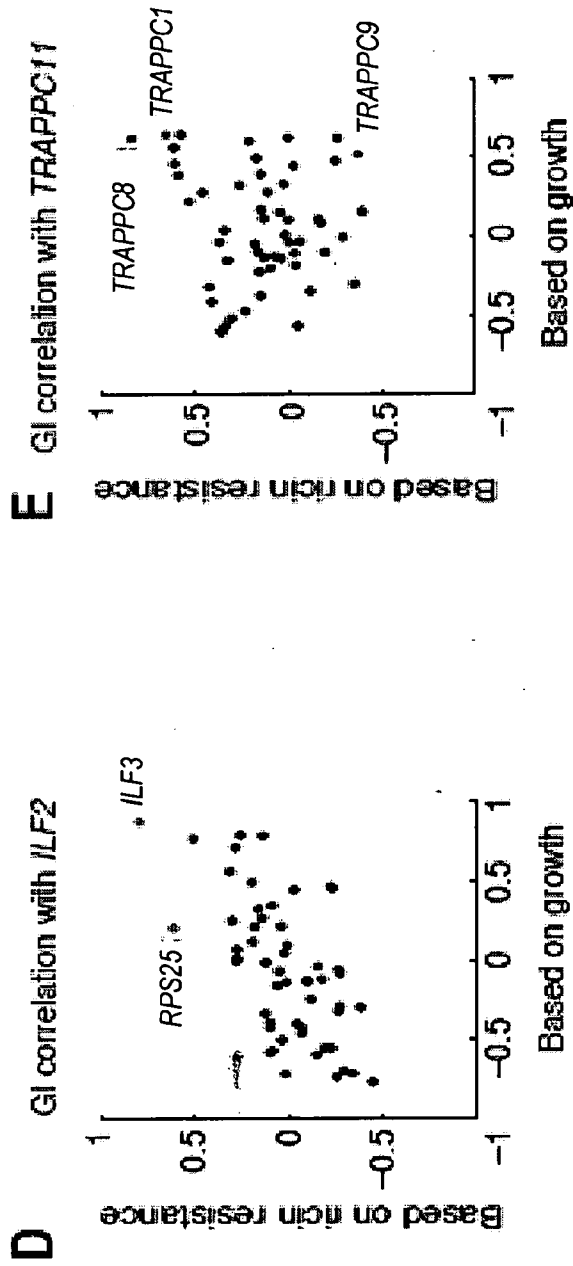 D
GI correlation with ILF2
Based on ricin resistance
1
0.5
0
−0.5
−1
−0.5
0
0.5
1
Based on growth
RPS25
ILF3
E
GI correlation with TRAPPC11
Based on ricin resistance
1
0.5
0
−0.5
−1
−0.5
0
0.5
1
Based on growth
TRAPPC8
TRAPPC1
TRAPPC9